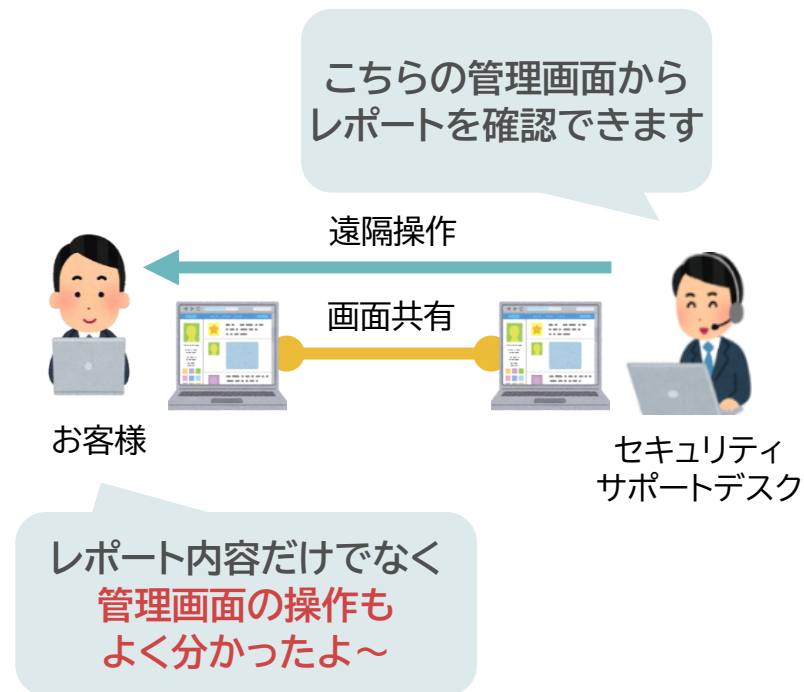 こちらの管理画面から
レポートを確認できます
遠隔操作
画面共有
お客様
セキュリティ
サポートデスク
レポート内容だけでなく
管理画面の操作も
よく分かったよ～